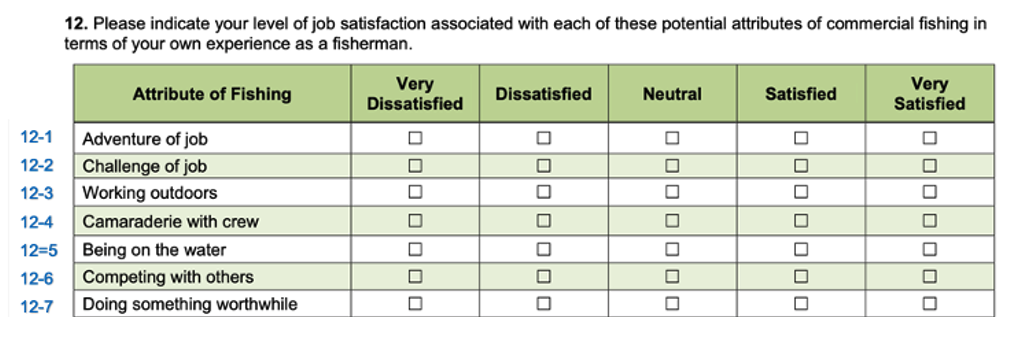 12. Please indicate your level of job satisfaction associated with each of these potential attributes of commercial fishing in
terms of your own experience as a fisherman.
Attribute of Fishing Very Dissatisfied Dissatisfied Neutral Satisfied Very Satisfied
12-1 Adventure of job ☐ ☐ ☐ ☐ ☐
12-2 Challenge of job ☐ ☐ ☐ ☐ ☐
12-3 Working outdoors ☐ ☐ ☐ ☐ ☐
12-4 Camaraderie with crew ☐ ☐ ☐ ☐ ☐
12=5 Being on the water ☐ ☐ ☐ ☐ ☐
12-6 Competing with others ☐ ☐ ☐ ☐ ☐
12-7 Doing something worthwhile ☐ ☐ ☐ ☐ ☐